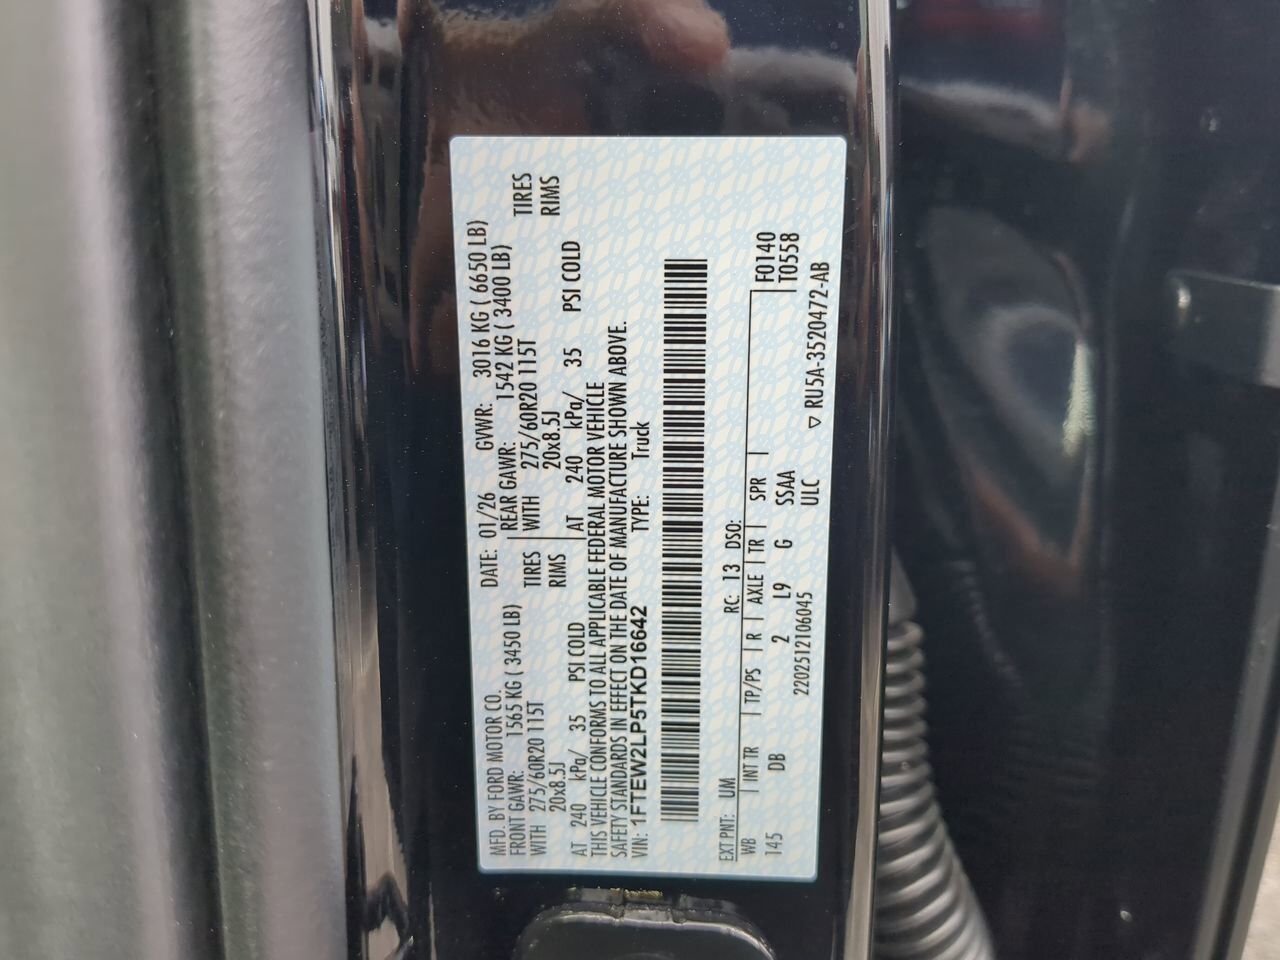 MFD. BY FORD MOTOR CO. DATE: 01/26 GVWR: 3016 KG ( 6650 LB)
FRONT GAWR: 1565 KG ( 3450 LB) REAR GAWR: 1542 KG ( 3400 LB)
WITH 275/60R20 115T TIRES WITH 275/60R20 115T TIRES
20x8.5J RIMS 20x8.5J RIMS
AT 240 kPa/ 35 PSI COLD AT 240 kPa/ 35 PSI COLD
THIS VEHICLE CONFORMS TO ALL APPLICABLE FEDERAL MOTOR VEHICLE
SAFETY STANDARDS IN EFFECT ON THE DATE OF MANUFACTURE SHOWN ABOVE.
VIN: 1FTEW2LP5TKD16642 TYPE: Truck
EXT PNT: UM RC: 13 DSO:
WB INT TR TP/PS R AXLE TR SPR F0140
145 DB 2 L9 G SSAA T0558
2202512106045 ULC ▽ RU5A-3520472-AB